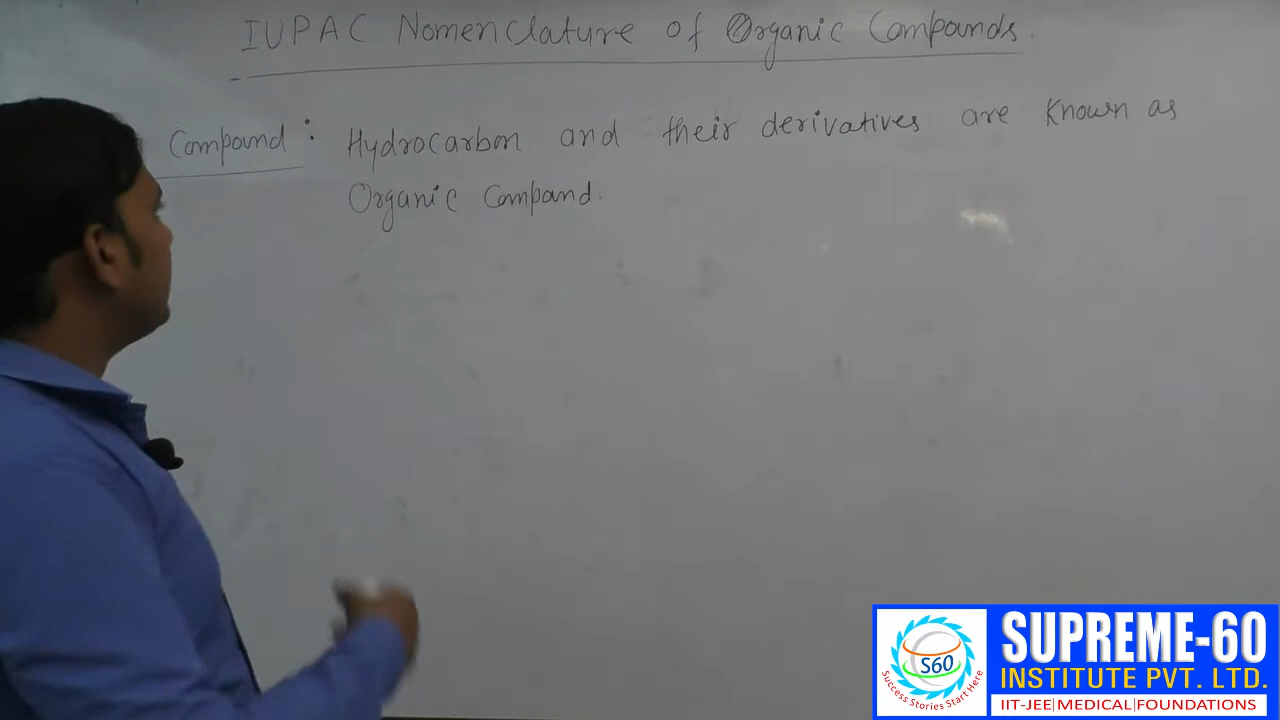 IUPAC Nomenclature of Organic Compounds.
Compound : Hydrocarbon and their derivatives are known as
Organic Compound.
S60
Success Stories Start Here
SUPREME-60
INSTITUTE PVT. LTD.
IIT-JEE|MEDICAL|FOUNDATIONS